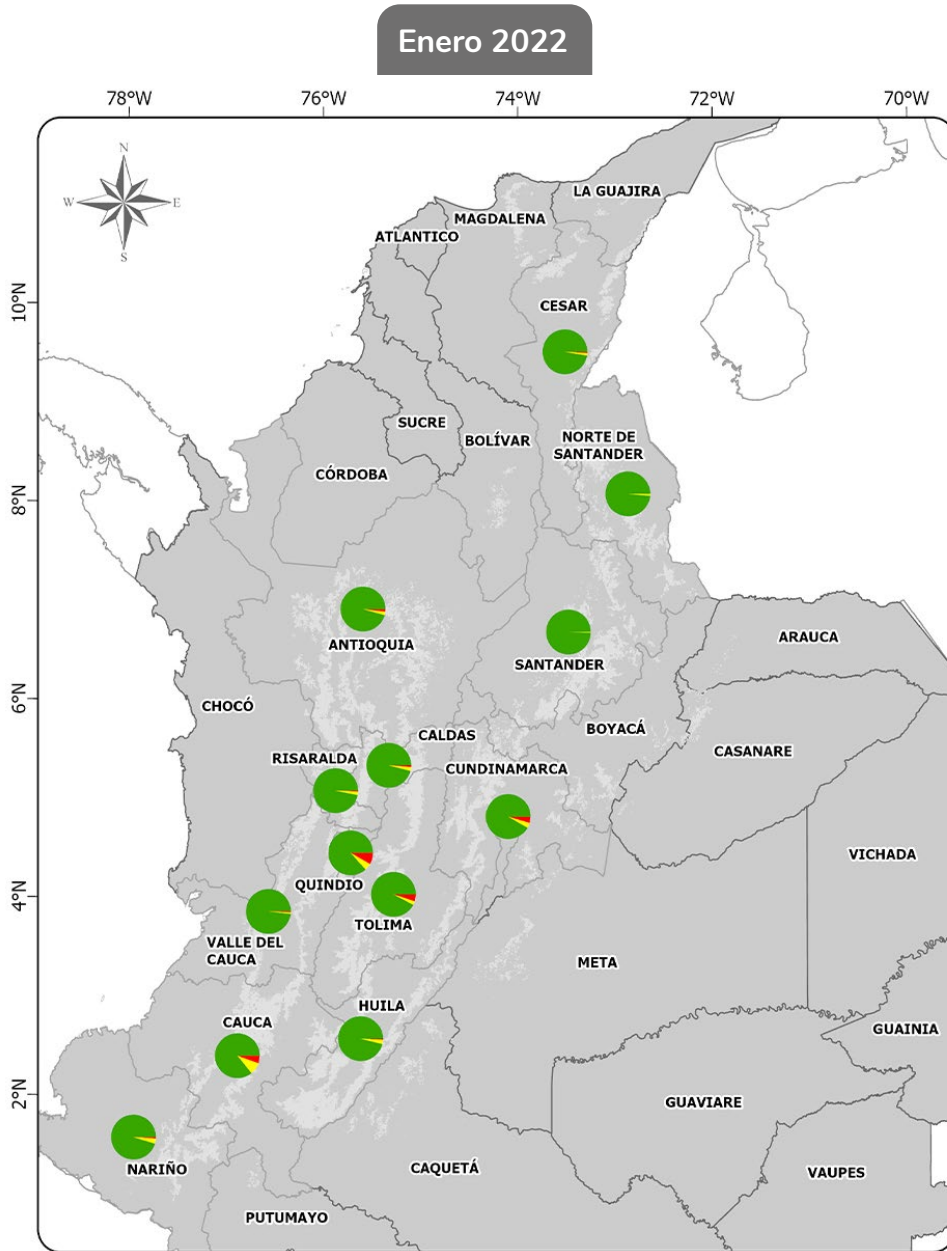 Enero 2022
78°W
76°W
74°W
72°W
70°W
N
W
E
S
10°N
8°N
6°N
4°N
2°N
LA GUAJIRA
MAGDALENA
ATLANTICO
CESAR
SUCRE
BOLÍVAR
NORTE DE
SANTANDER
CÓRDOBA
ANTIOQUIA
SANTANDER
ARAUCA
CHOCÓ
BOYACÁ
CALDAS
CASANARE
RISARALDA
CUNDINAMARCA
VICHADA
QUINDIO
TOLIMA
VALLE DEL
CAUCA
META
HUILA
CAUCA
GUAINIA
GUAVIARE
NARIÑO
CAQUETÁ
VAUPES
PUTUMAYO